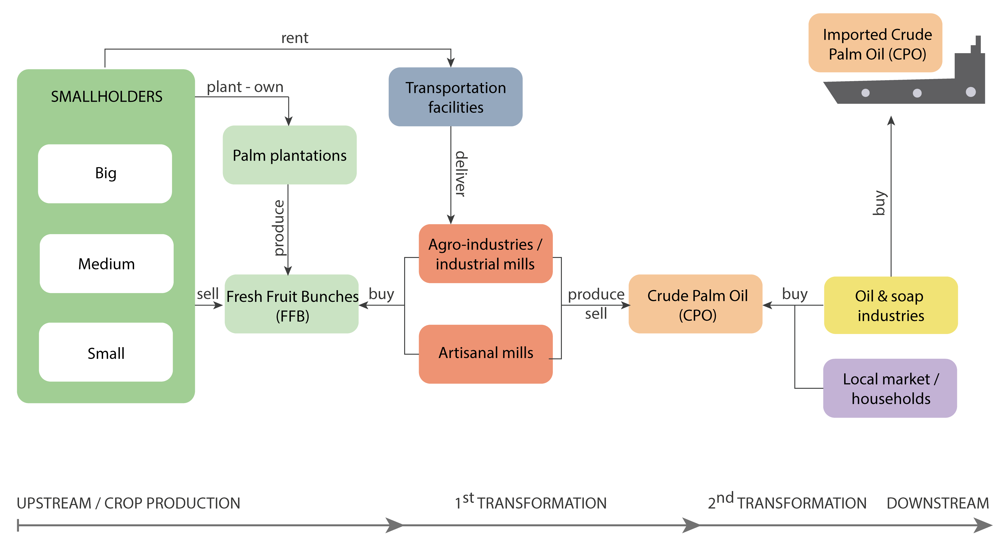 rent
Imported Crude
Palm Oil (CPO)
SMALLHOLDERS
plant - own
Transportation
facilities
Palm plantations
deliver
Big
produce
buy
Agro-industries /
industrial mills
Medium
sell
Fresh Fruit Bunches
(FFB)
buy
produce
sell
Crude Palm Oil
(CPO)
buy
Oil & soap
industries
Small
Artisanal mills
Local market /
households
UPSTREAM / CROP PRODUCTION
1st TRANSFORMATION
2nd TRANSFORMATION
DOWNSTREAM